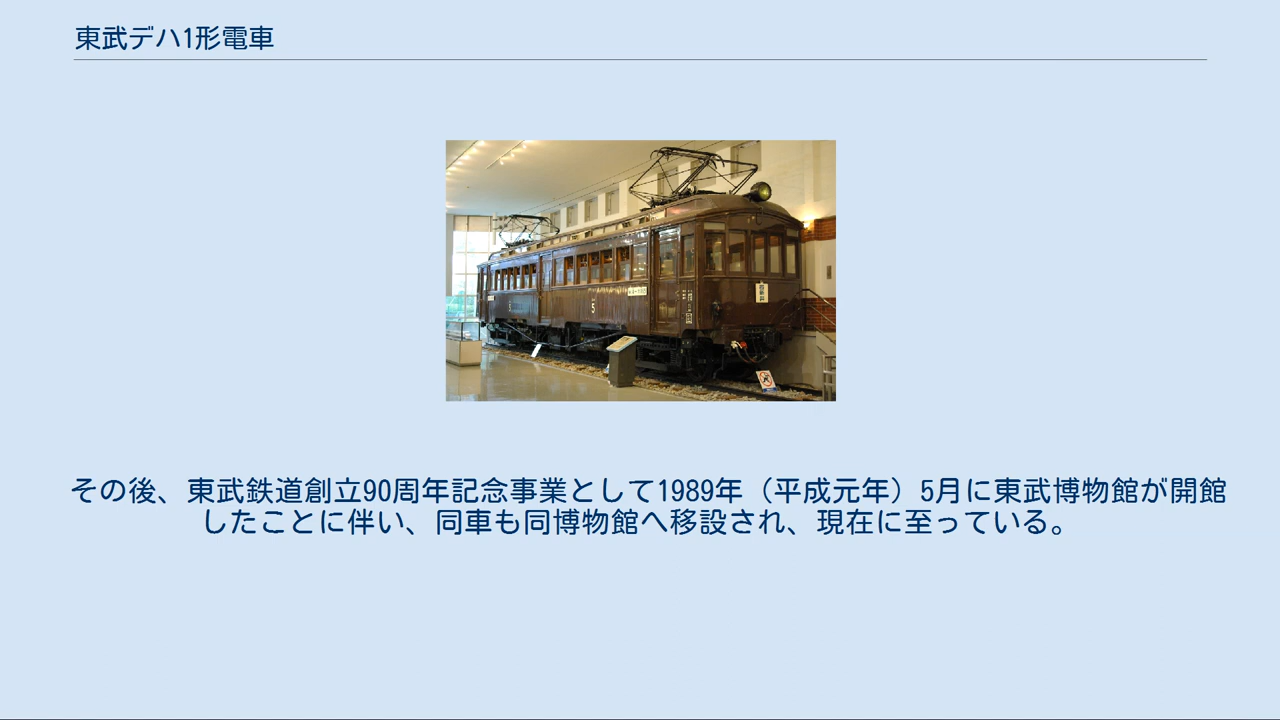 東武デハ1形電車
5
その後、東武鉄道創立90周年記念事業として1989年（平成元年）5月に東武博物館が開館
したことに伴い、同車も同博物館へ移設され、現在に至っている。